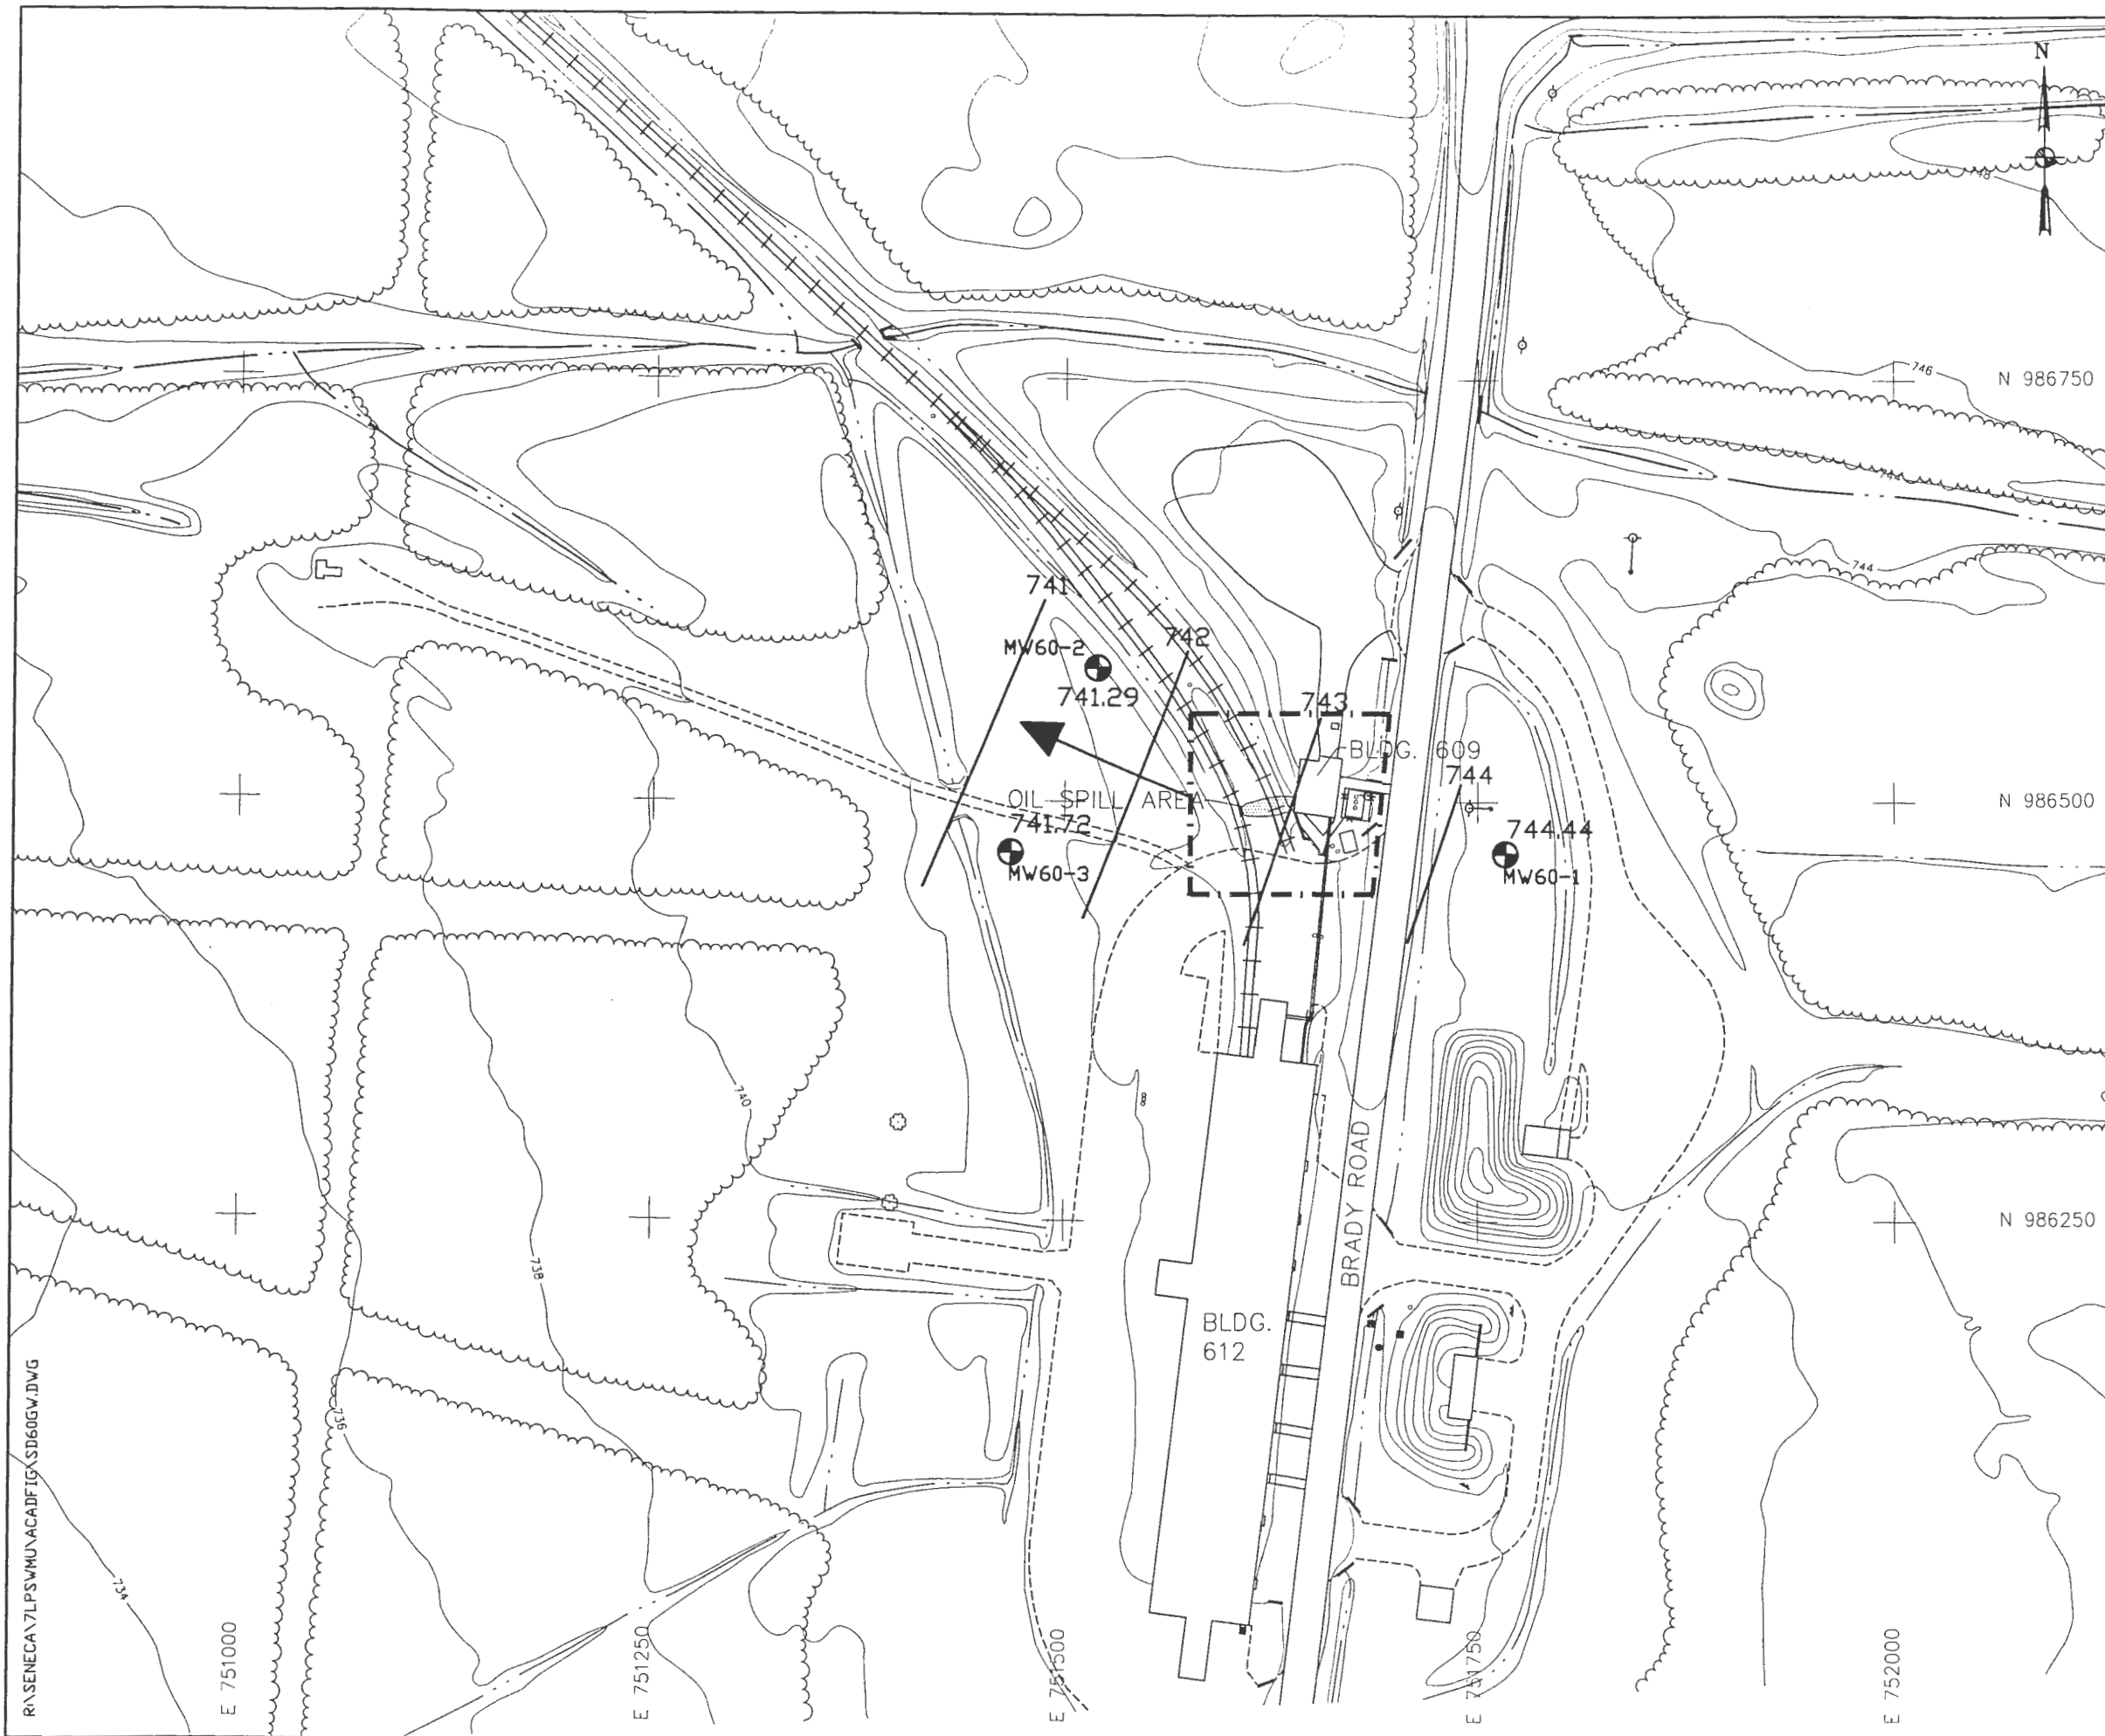 N
748
746
N 986750
744
744
741
MW60-2
742
741.29
743
BLDG. 609
744
OIL SPILL AREA
N 986500
741.72
744.44
MW60-3
MW60-1
740
BRADY ROAD
N 986250
738
BLDG.
612
736
734
R:\SENECA\7LPSWMU\ACADFIG\SD60GW.DWG
E 751000
E 751250
E 751500
E 751750
E 752000